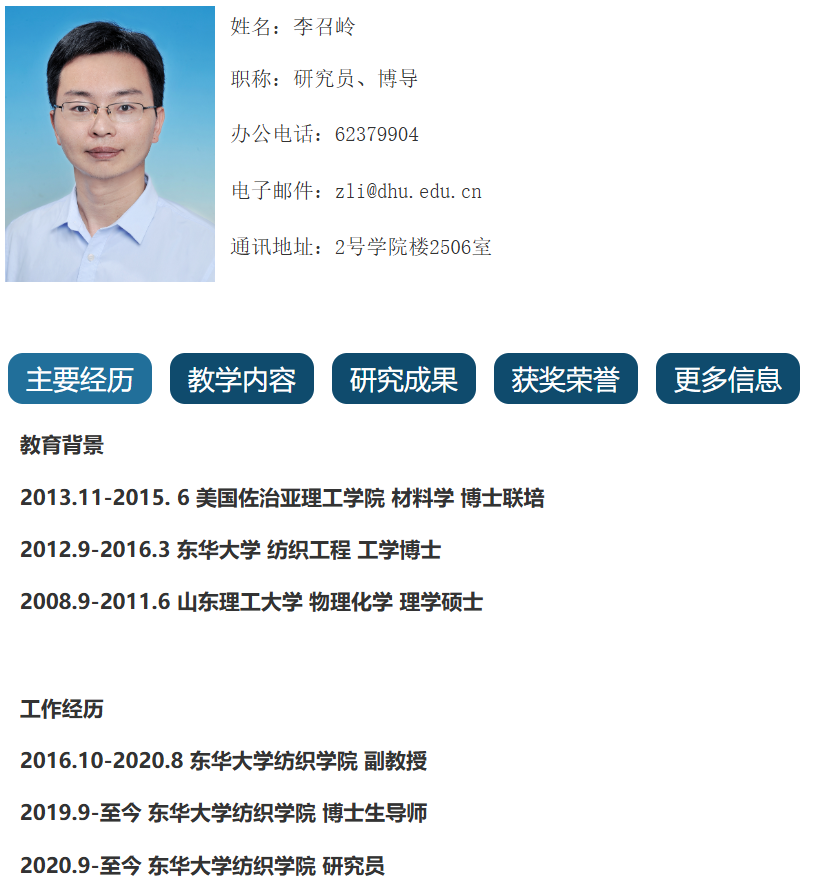 姓名：李召岭
职称：研究员、博导
办公电话：62379904
电子邮件：zli@dhu.edu.cn
通讯地址：2号学院楼2506室
主要经历 教学内容 研究成果 获奖荣誉 更多信息
教育背景
2013.11-2015. 6 美国佐治亚理工学院 材料学 博士联培
2012.9-2016.3 东华大学 纺织工程 工学博士
2008.9-2011.6 山东理工大学 物理化学 理学硕士
工作经历
2016.10-2020.8 东华大学纺织学院 副教授
2019.9-至今 东华大学纺织学院 博士生导师
2020.9-至今 东华大学纺织学院 研究员